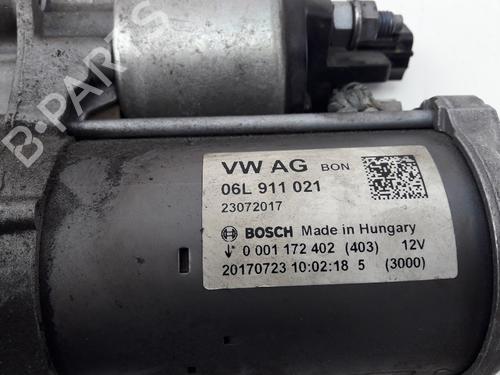 B-PARTS
VW AG BON
06L 911 021
23072017
BOSCH Made in Hungary
0 001 172 402 (403) 12V
20170723 10:02:18 5 (3000)